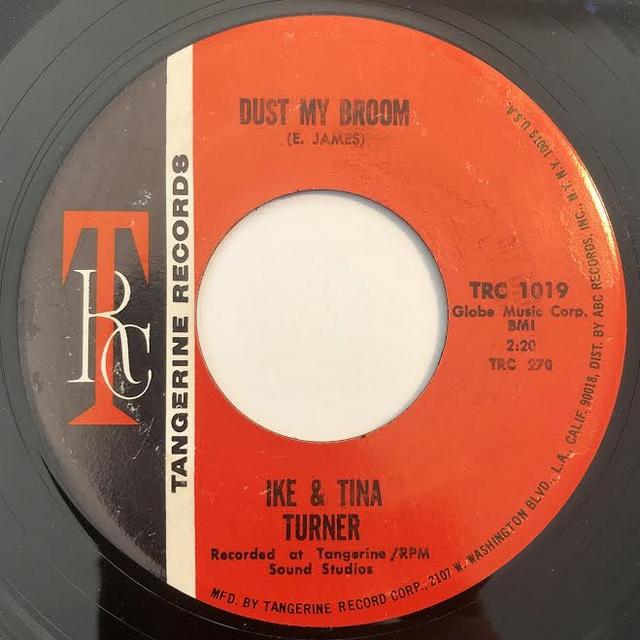 DUST MY BROOM
(E. JAMES)
TRC
TANGERINE RECORDS
TRC 1019
Globe Music Corp.
BMI
2:20
TRC 270
IKE & TINA
TURNER
Recorded at Tangerine/RPM
Sound Studios
MFD. BY TANGERINE RECORD CORP., 2107 W. WASHINGTON BLVD., L.A., CALIF. 90018, DIST. BY ABC RECORDS, INC., N.Y. N.Y. 10019 U.S.A.